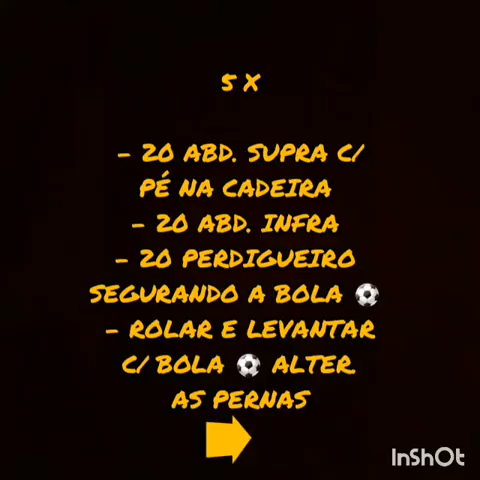 5 X
- 20 ABD. SUPRA C/
PÉ NA CADEIRA
- 20 ABD. INFRA
- 20 PERDIGUEIRO
SEGURANDO A BOLA ⚽
- ROLAR E LEVANTAR
C/ BOLA ⚽ ALTER
AS PERNAS
InShOt